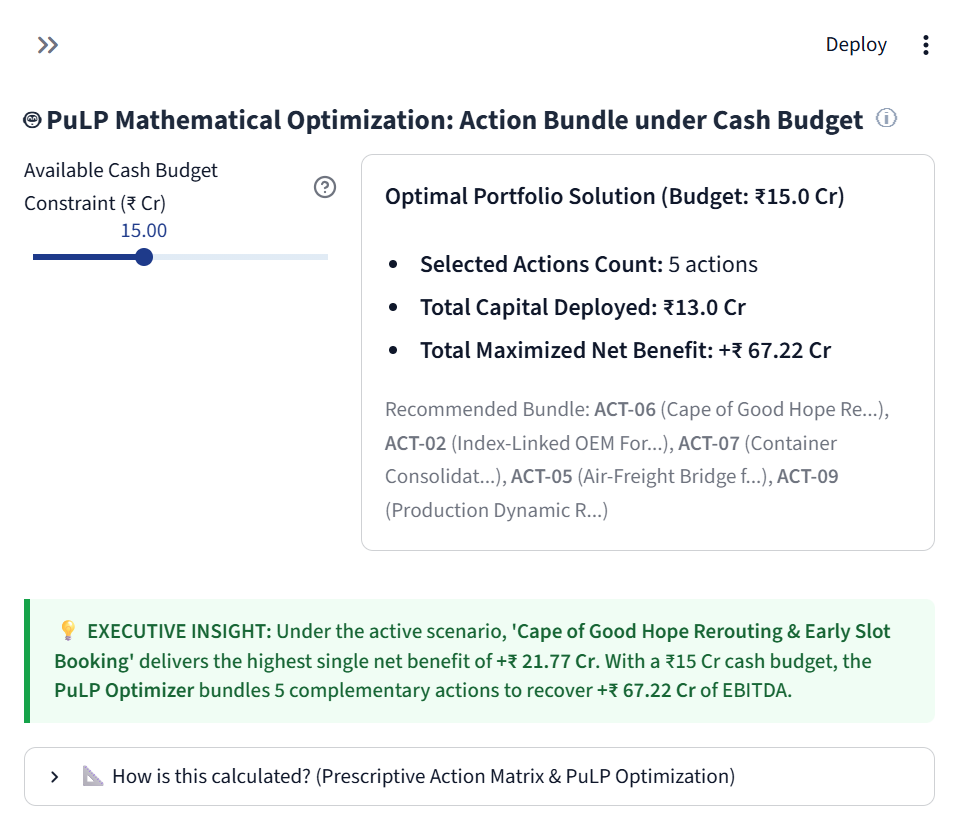 Deploy
PuLP Mathematical Optimization: Action Bundle under Cash Budget
Available Cash Budget
Constraint (₹ Cr)
15.00
Optimal Portfolio Solution (Budget: ₹15.0 Cr)
• Selected Actions Count: 5 actions
• Total Capital Deployed: ₹13.0 Cr
• Total Maximized Net Benefit: +₹ 67.22 Cr
Recommended Bundle: ACT-06 (Cape of Good Hope Re...),
ACT-02 (Index-Linked OEM For...), ACT-07 (Container
Consolidat...), ACT-05 (Air-Freight Bridge f...), ACT-09
(Production Dynamic R...)
💡 EXECUTIVE INSIGHT: Under the active scenario, 'Cape of Good Hope Rerouting & Early Slot
Booking' delivers the highest single net benefit of +₹ 21.77 Cr. With a ₹15 Cr cash budget, the
PuLP Optimizer bundles 5 complementary actions to recover +₹ 67.22 Cr of EBITDA.
📐 How is this calculated? (Prescriptive Action Matrix & PuLP Optimization)